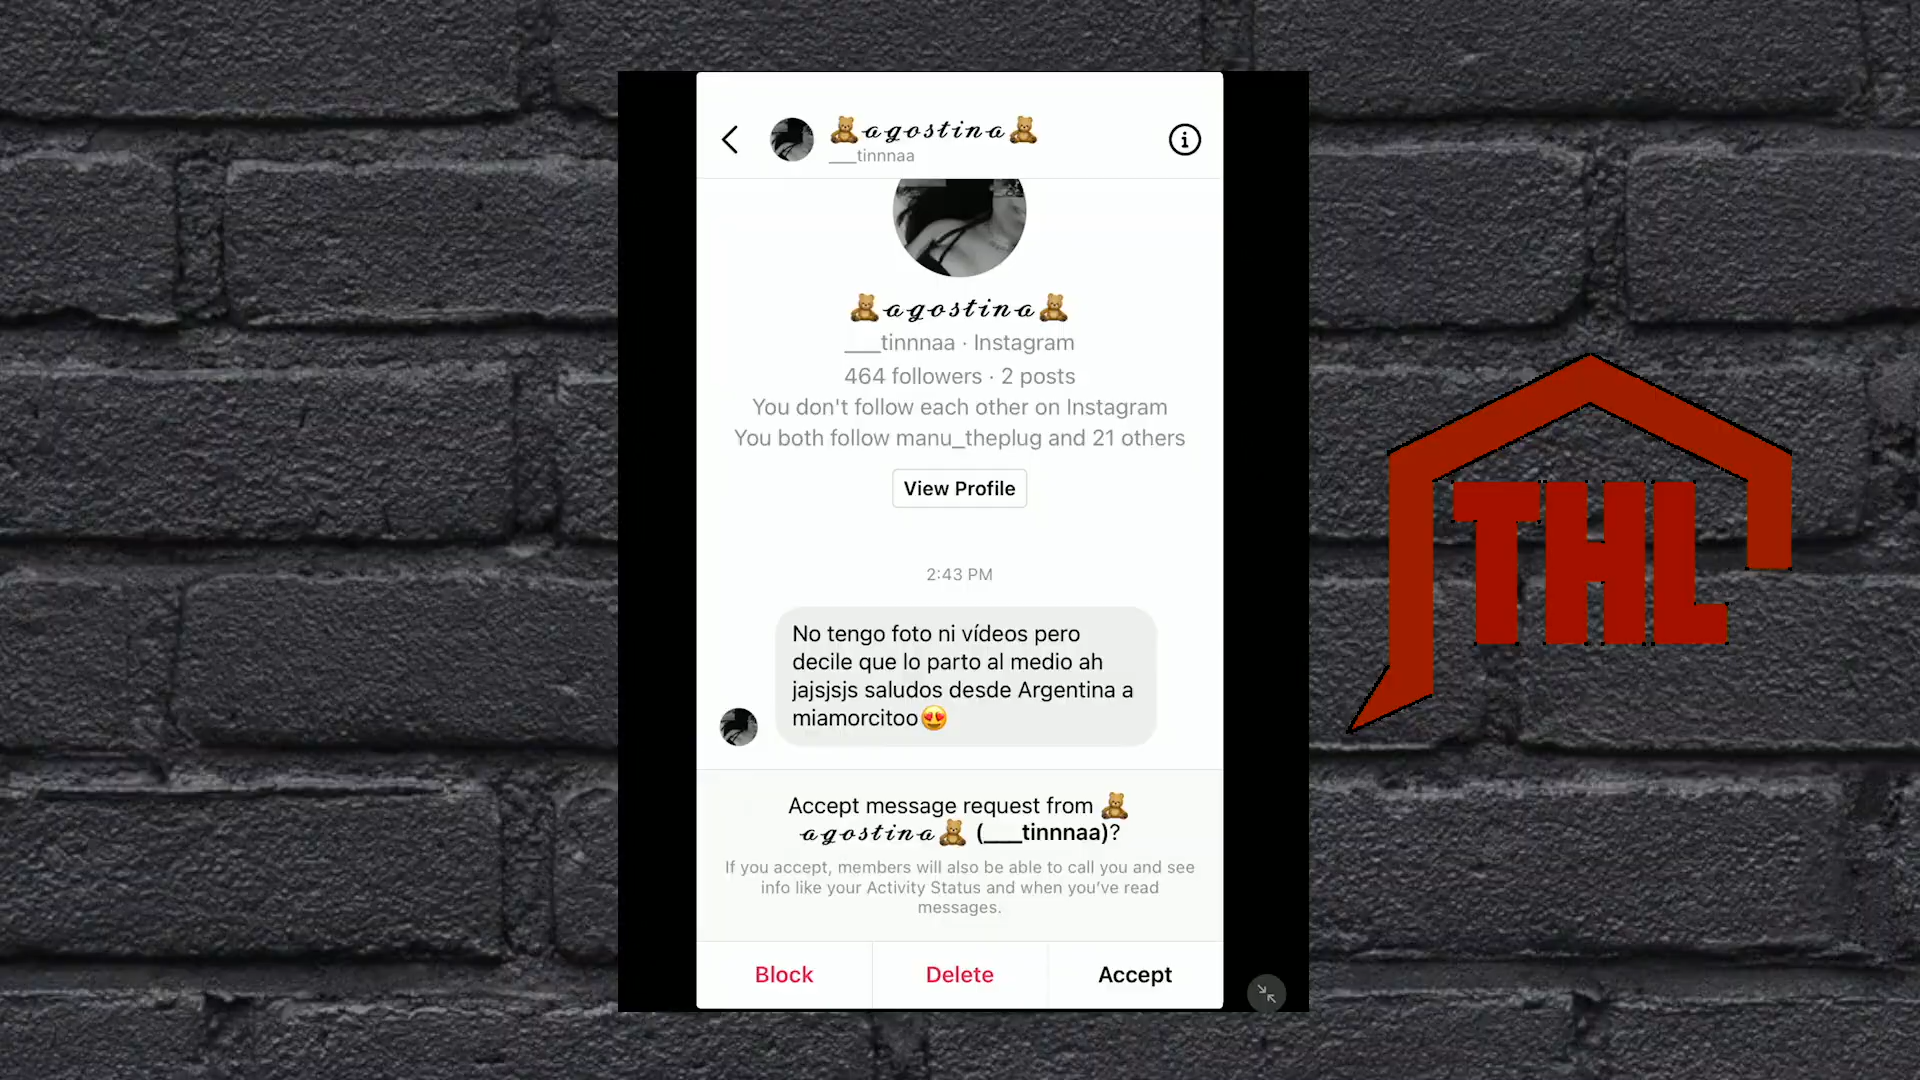 🧸𝓪𝓰𝓸𝓼𝓽𝓲𝓷𝓪🧸
___tinnnaa
🧸𝓪𝓰𝓸𝓼𝓽𝓲𝓷𝓪🧸
___tinnnaa · Instagram
464 followers · 2 posts
You don't follow each other on Instagram
You both follow manu_theplug and 21 others
View Profile
2:43 PM
No tengo foto ni vídeos pero
decile que lo parto al medio ah
jajsjsjs saludos desde Argentina a
miamorcitoo😍
Accept message request from 🧸
𝓪𝓰𝓸𝓼𝓽𝓲𝓷𝓪🧸 (___tinnnaa)?
If you accept, members will also be able to call you and see
info like your Activity Status and when you've read
messages.
Block
Delete
Accept
THL